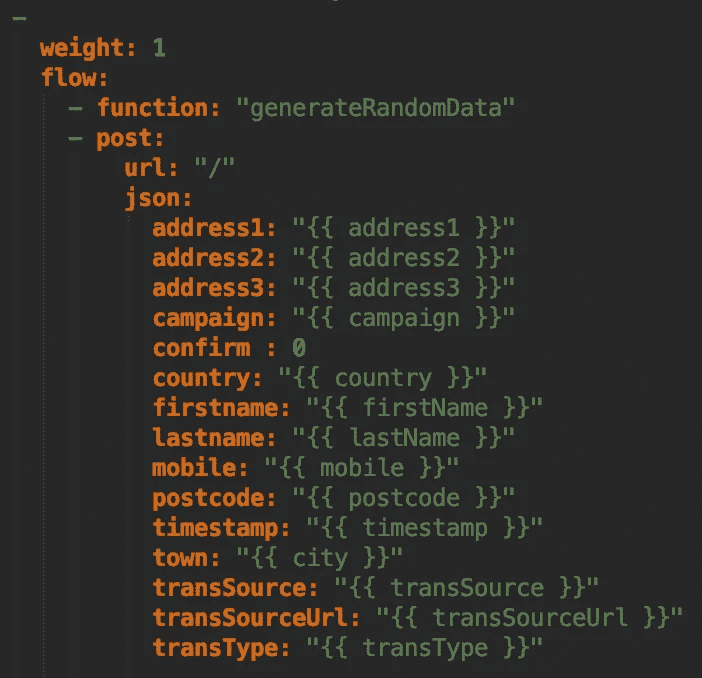 -
weight: 1
flow:
- function: "generateRandomData"
- post:
url: "/"
json:
address1: "{{ address1 }}"
address2: "{{ address2 }}"
address3: "{{ address3 }}"
campaign: "{{ campaign }}"
confirm : 0
country: "{{ country }}"
firstname: "{{ firstName }}"
lastname: "{{ lastName }}"
mobile: "{{ mobile }}"
postcode: "{{ postcode }}"
timestamp: "{{ timestamp }}"
town: "{{ city }}"
transSource: "{{ transSource }}"
transSourceUrl: "{{ transSourceUrl }}"
transType: "{{ transType }}"